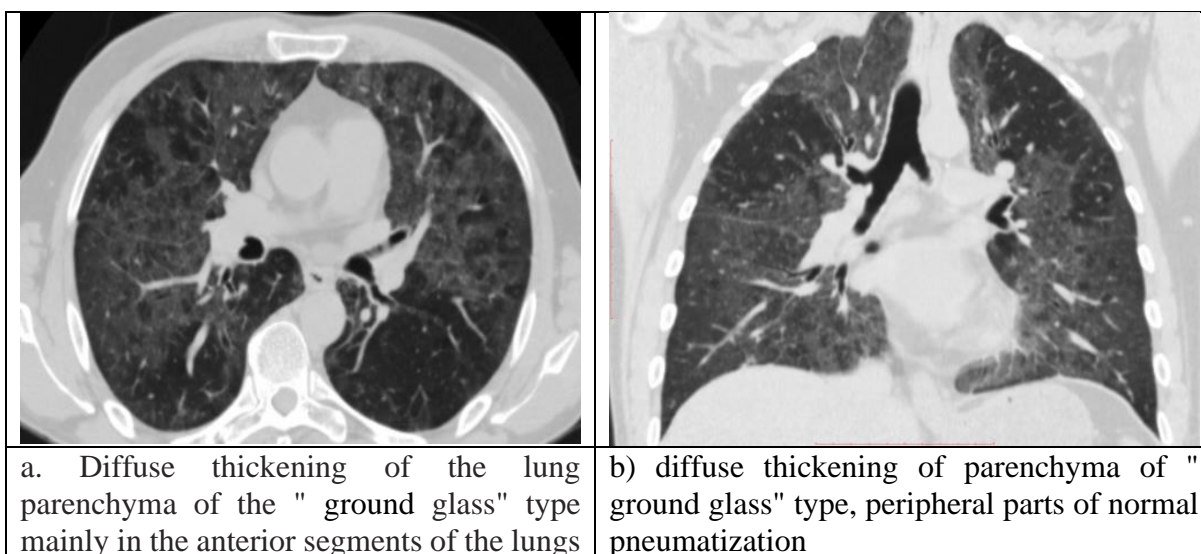 a. Diffuse thickening of the lung
parenchyma of the " ground glass" type
mainly in the anterior segments of the lungs
b) diffuse thickening of parenchyma of "
ground glass" type, peripheral parts of normal
pneumatization